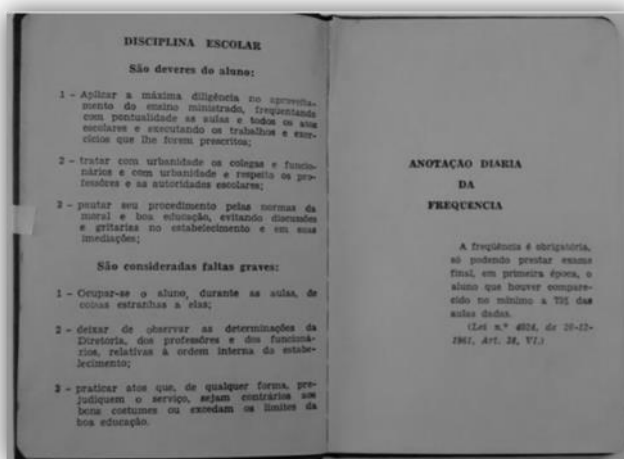 DISCIPLINA ESCOLAR
São deveres do aluno:
1 - Aplicar a máxima diligência no aproveita-
mento do ensino ministrado, freqüentando
com pontualidade as aulas e todos os atos
escolares e executando os trabalhos e exer-
cícios que lhe forem prescritos;
2 - tratar com urbanidade os colegas e funcio-
nários e com urbanidade e respeito os pro-
fessôres e as autoridades escolares;
3 - pautar seu procedimento pelas normas da
moral e boa educação, evitando discussões
e gritarias no estabelecimento e em suas
imediações;
São consideradas faltas graves:
1 - Ocupar-se o aluno, durante as aulas, de
coisas estranhas a elas;
2 - deixar de observar as determinações da
Diretoria, dos professôres e dos funcioná-
rios, relativas à ordem interna do estabe-
lecimento;
3 - praticar atos que, de qualquer forma, pre-
judiquem o serviço, sejam contrários aos
bons costumes ou excedam os limites da
boa educação.
ANOTAÇÃO DIARIA
DA
FREQUENCIA
A freqüência é obrigatória,
só podendo prestar exame
final, em primeira época, o
aluno que houver compare-
cido no mínimo a 75% das
aulas dadas.
(Lei n.º 4024, de 20-12-
1961, Art. 38, VI.)